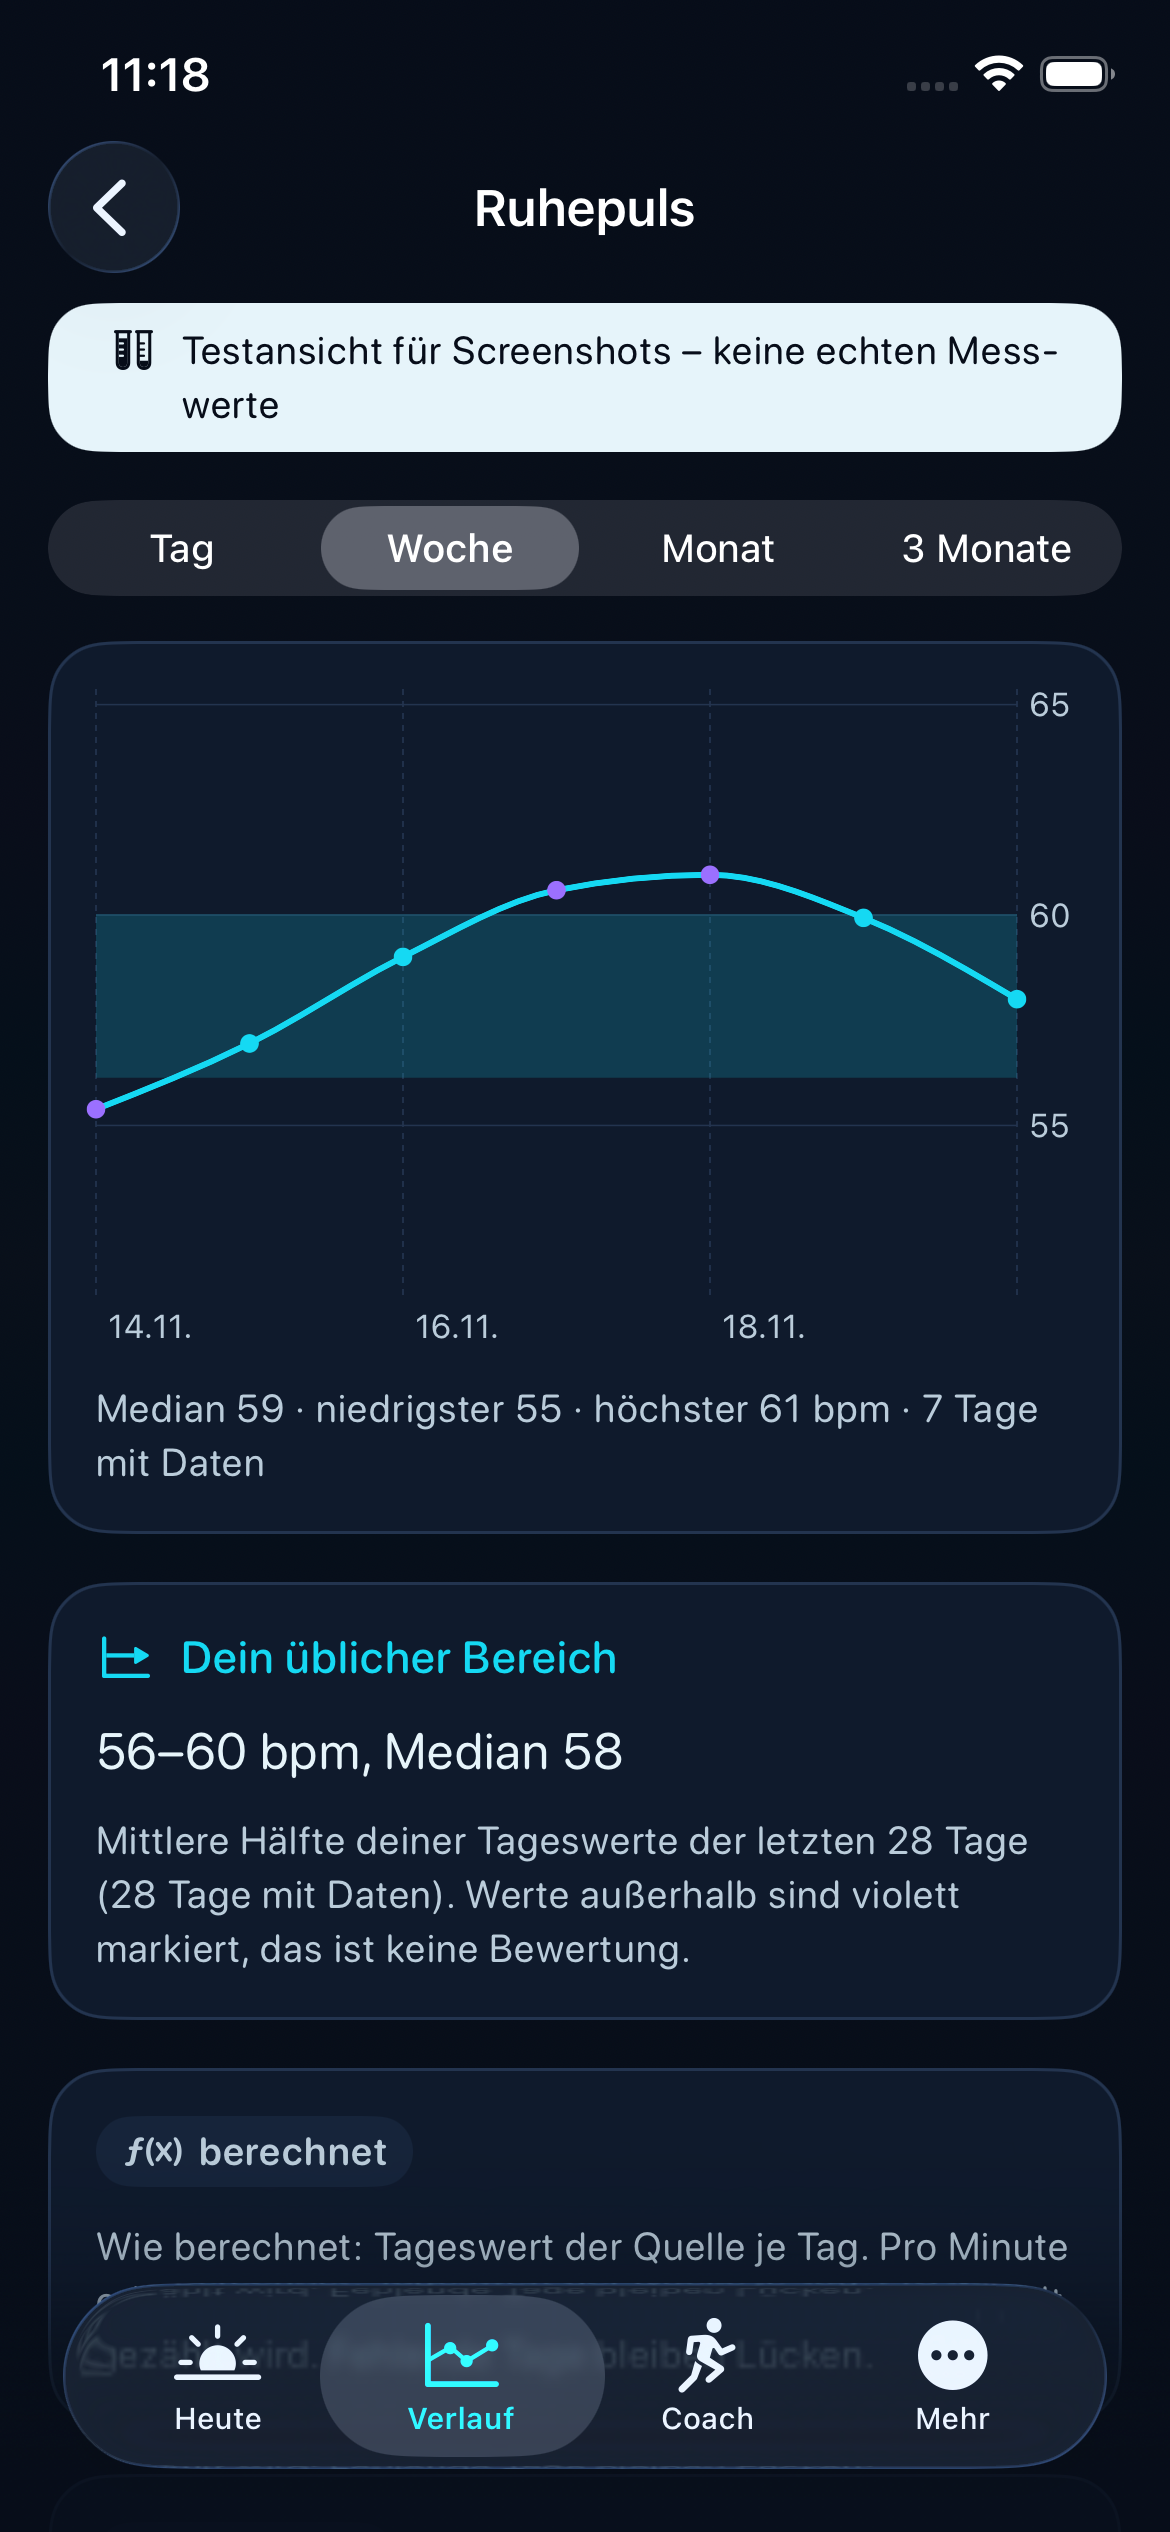 11:18
Ruhepuls
Testansicht für Screenshots – keine echten Mess-
werte
Tag
Woche
Monat
3 Monate
65
60
55
14.11.
16.11.
18.11.
Median 59 · niedrigster 55 · höchster 61 bpm · 7 Tage
mit Daten
Dein üblicher Bereich
56–60 bpm, Median 58
Mittlere Hälfte deiner Tageswerte der letzten 28 Tage
(28 Tage mit Daten). Werte außerhalb sind violett
markiert, das ist keine Bewertung.
f(x) berechnet
Wie berechnet: Tageswert der Quelle je Tag. Pro Minute
bleiben Lücken.
Heute
Verlauf
Coach
Mehr